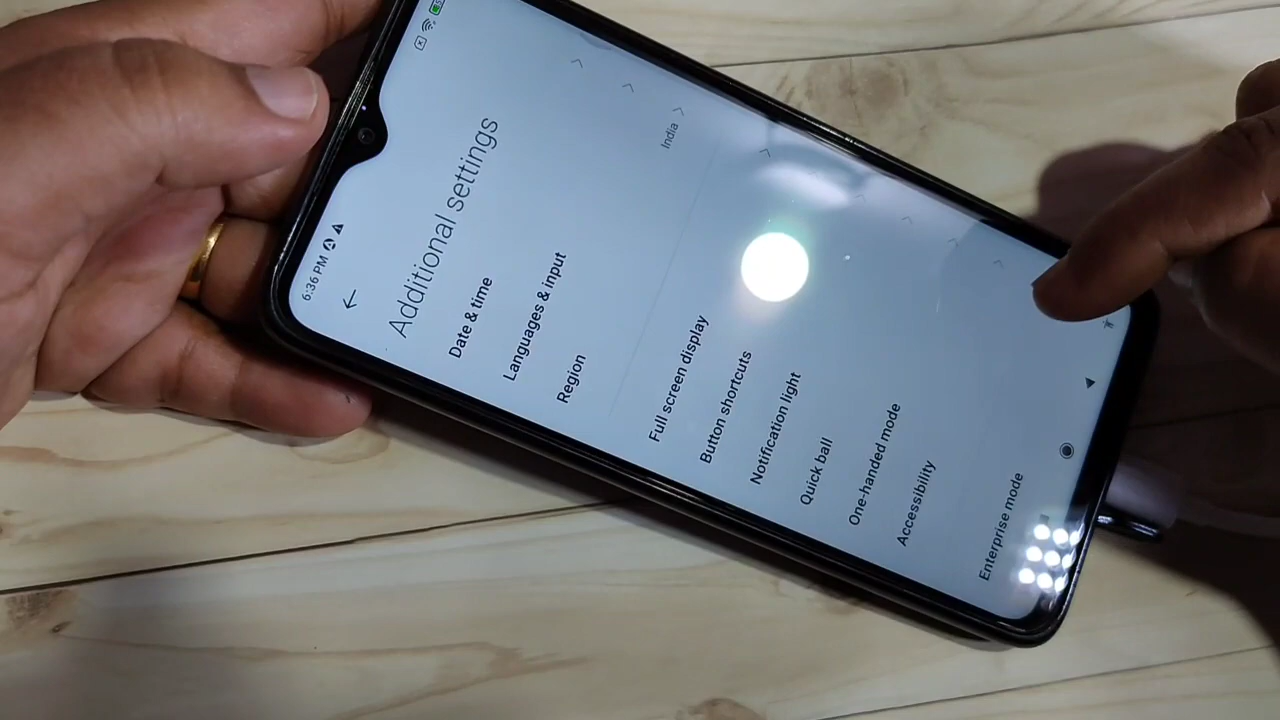 6:36 PM
Additional settings
Date & time
Languages & input
Region India
Full screen display
Button shortcuts
Notification light
Quick ball
One-handed mode
Accessibility
Enterprise mode